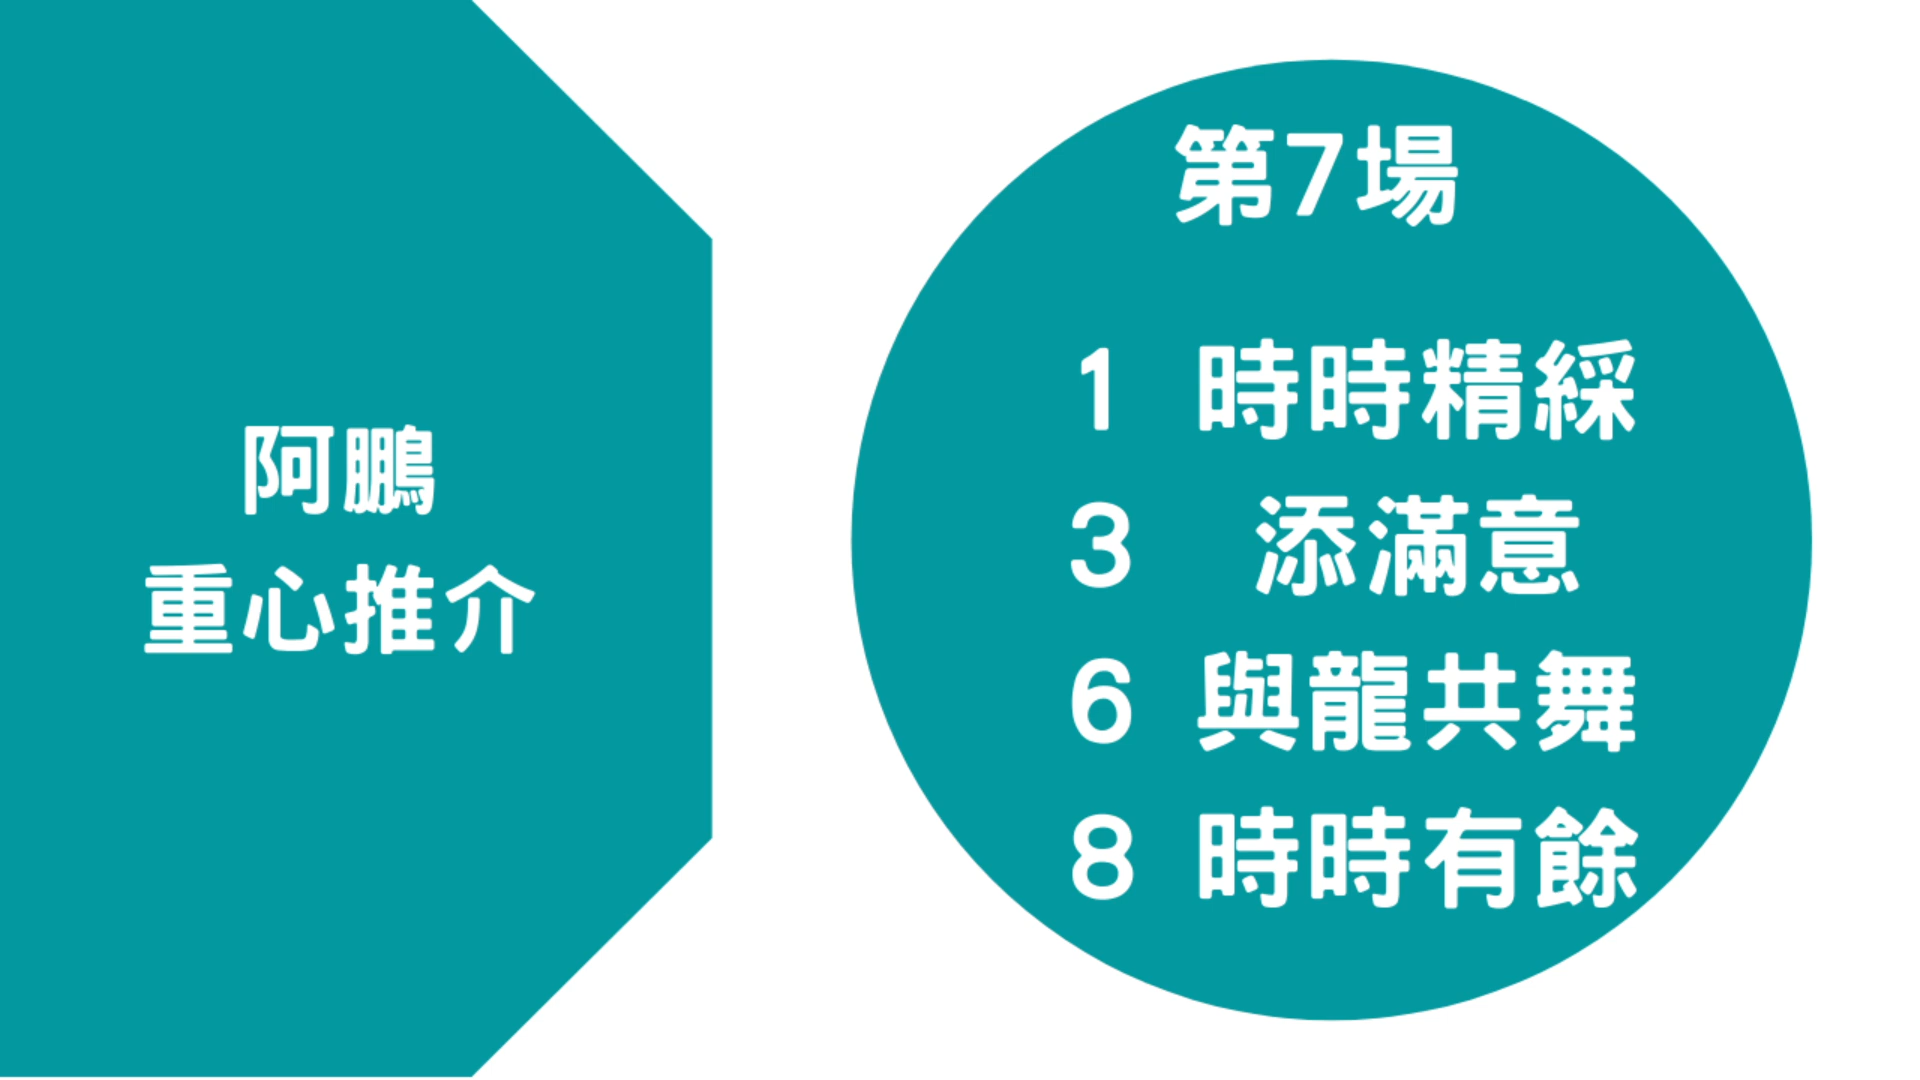 阿鵬
重心推介
第7場
1 時時精綵
3 添滿意
6 與龍共舞
8 時時有餘